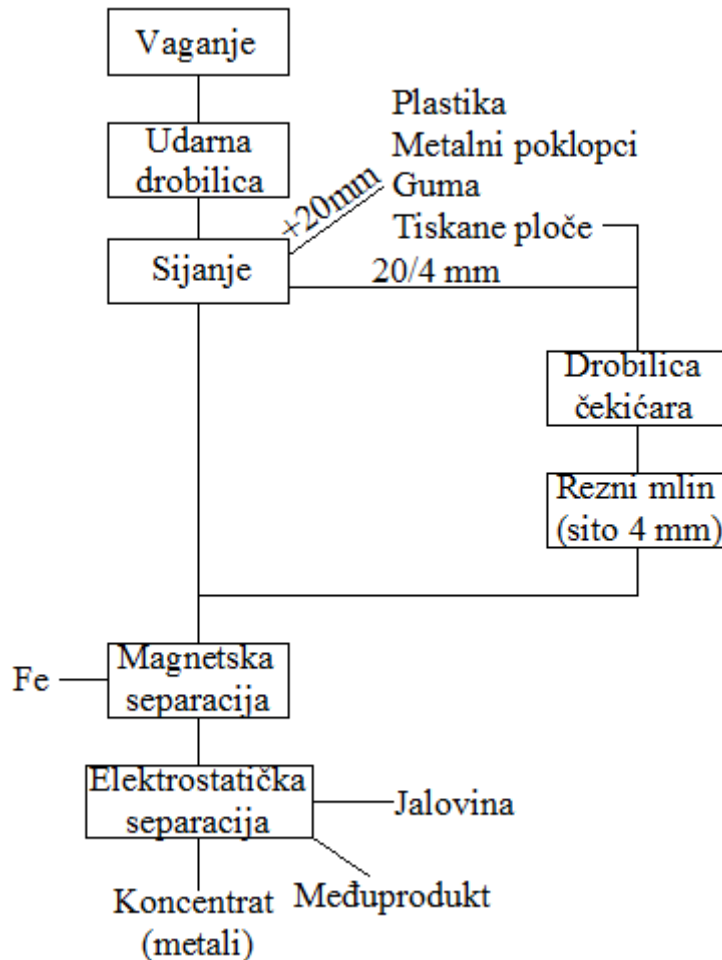 Vaganje
Udarna
drobilica
Plastika
Metalni poklopci
Guma
Tiskane ploče
+20mm
Sijanje
20/4 mm
Drobilica
čekićara
Rezni mlin
(sito 4 mm)
Magnetska
separacija
Fe
Elektrostatička
separacija
Jalovina
Međuprodukt
Koncentrat
(metali)